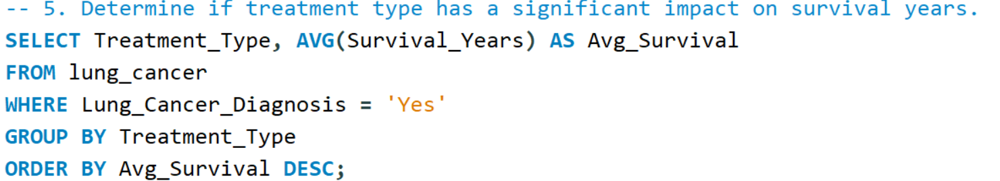 -- 5. Determine if treatment type has a significant impact on survival years.
SELECT Treatment_Type, AVG(Survival_Years) AS Avg_Survival
FROM lung_cancer
WHERE Lung_Cancer_Diagnosis = 'Yes'
GROUP BY Treatment_Type
ORDER BY Avg_Survival DESC;